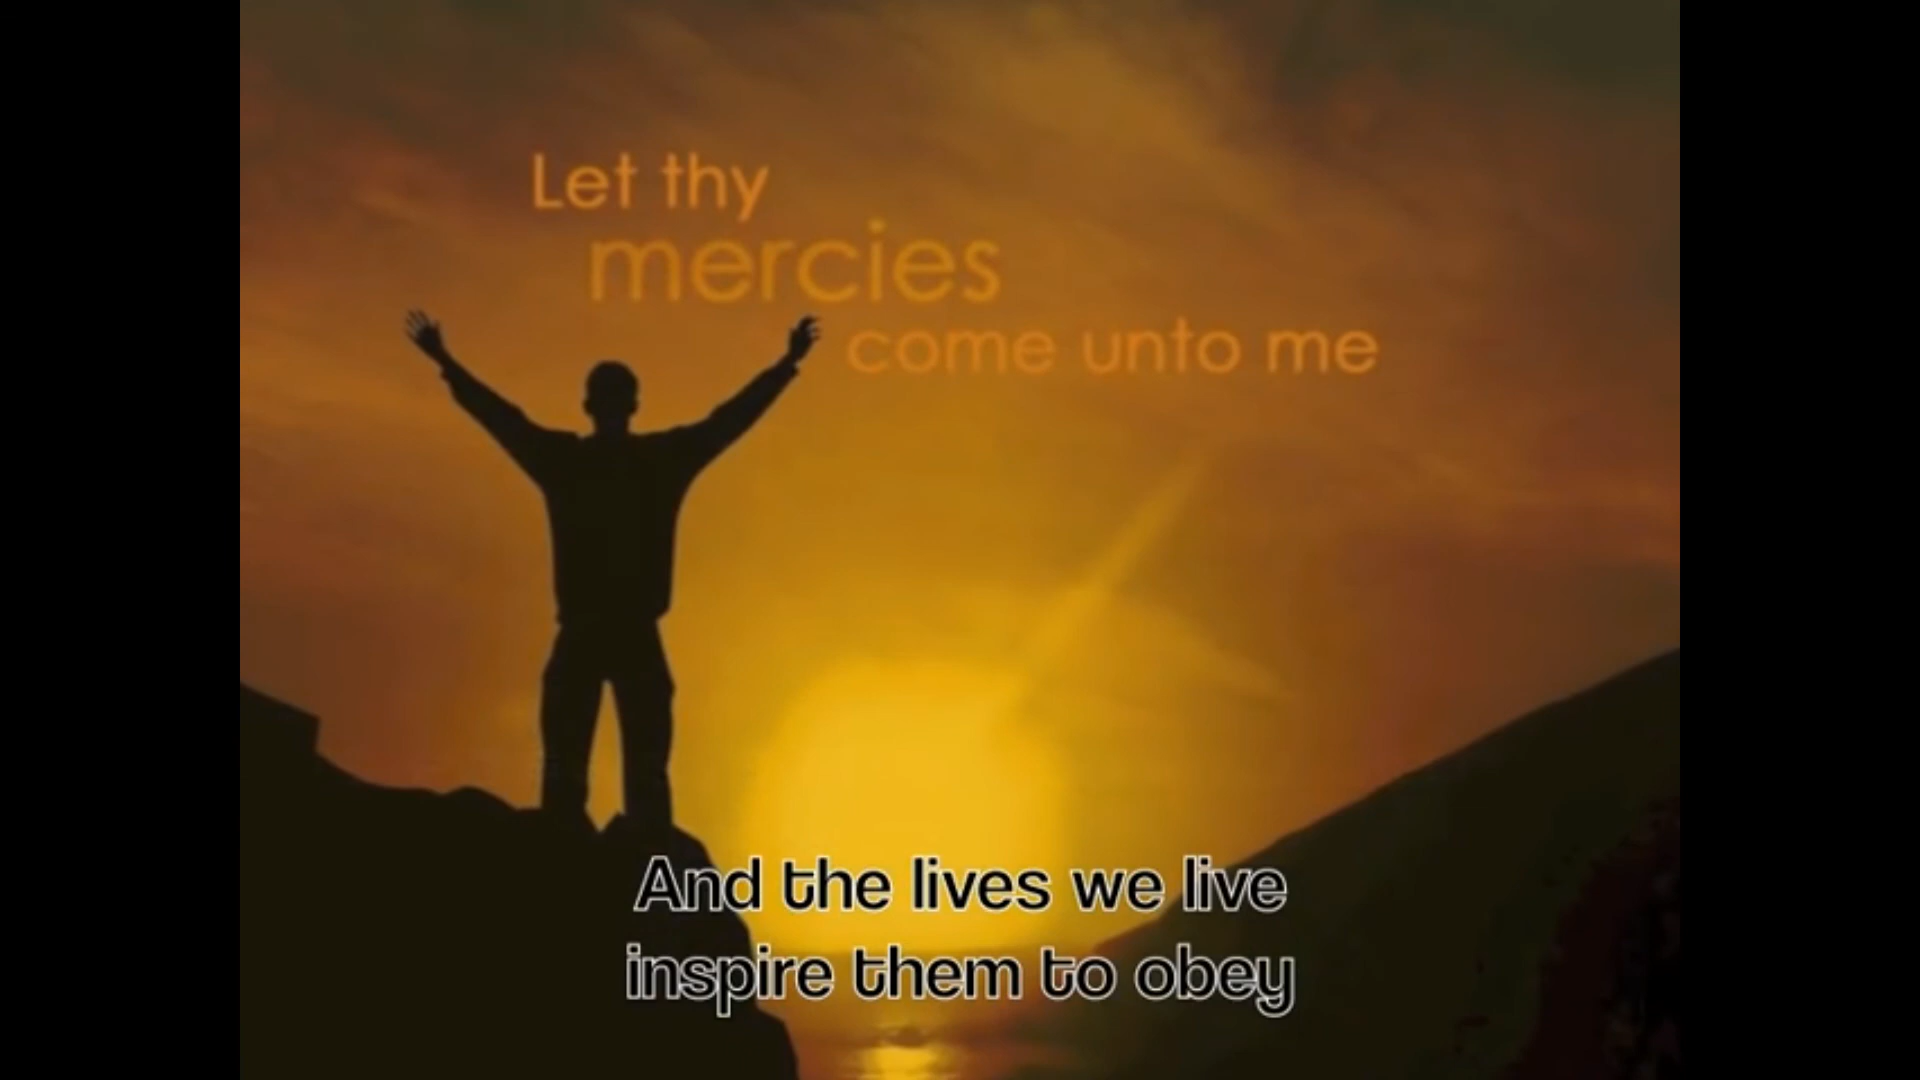 Let thy
mercies
come unto me
And the lives we live
inspire them to obey